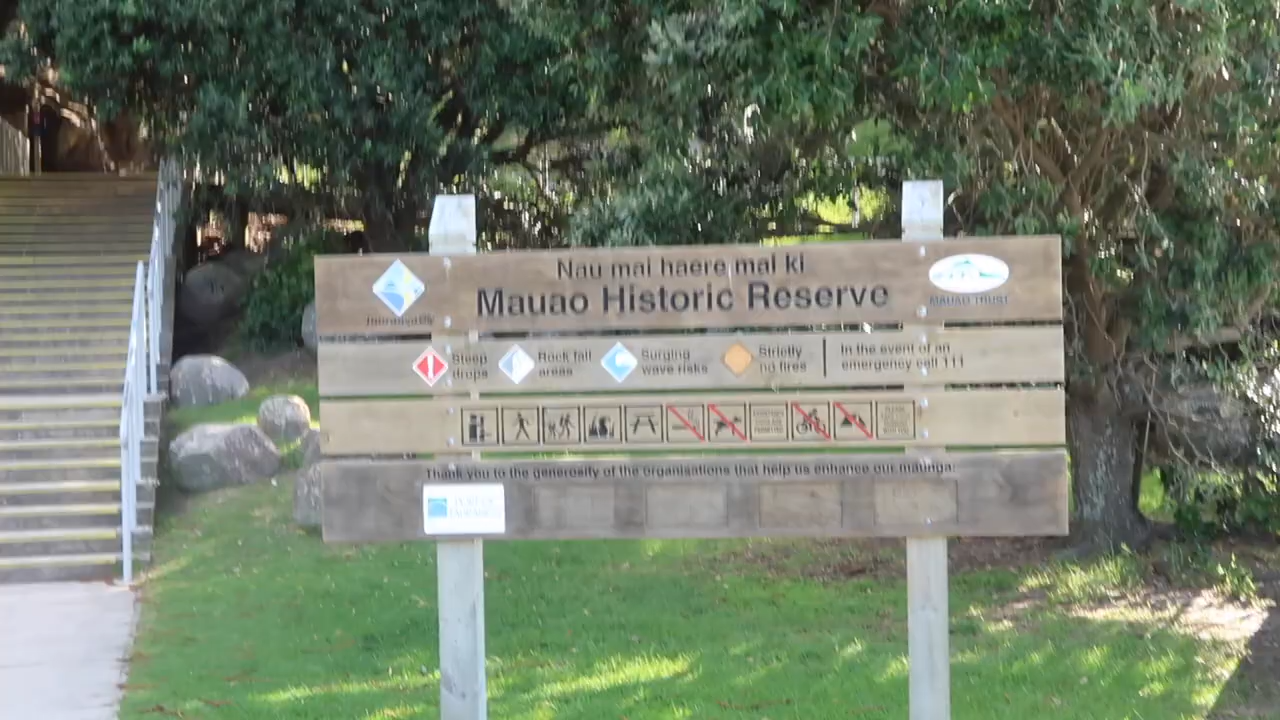 Nau mai haere mai ki
Mauao Historic Reserve
MAUAO TRUST
Steep
drops
Rock fall
areas
Surging
wave risks
Strictly
no fires
In the event of an
emergency call 111
Thank you to the generosity of the organisations that help us enhance our maunga:
PORT OF